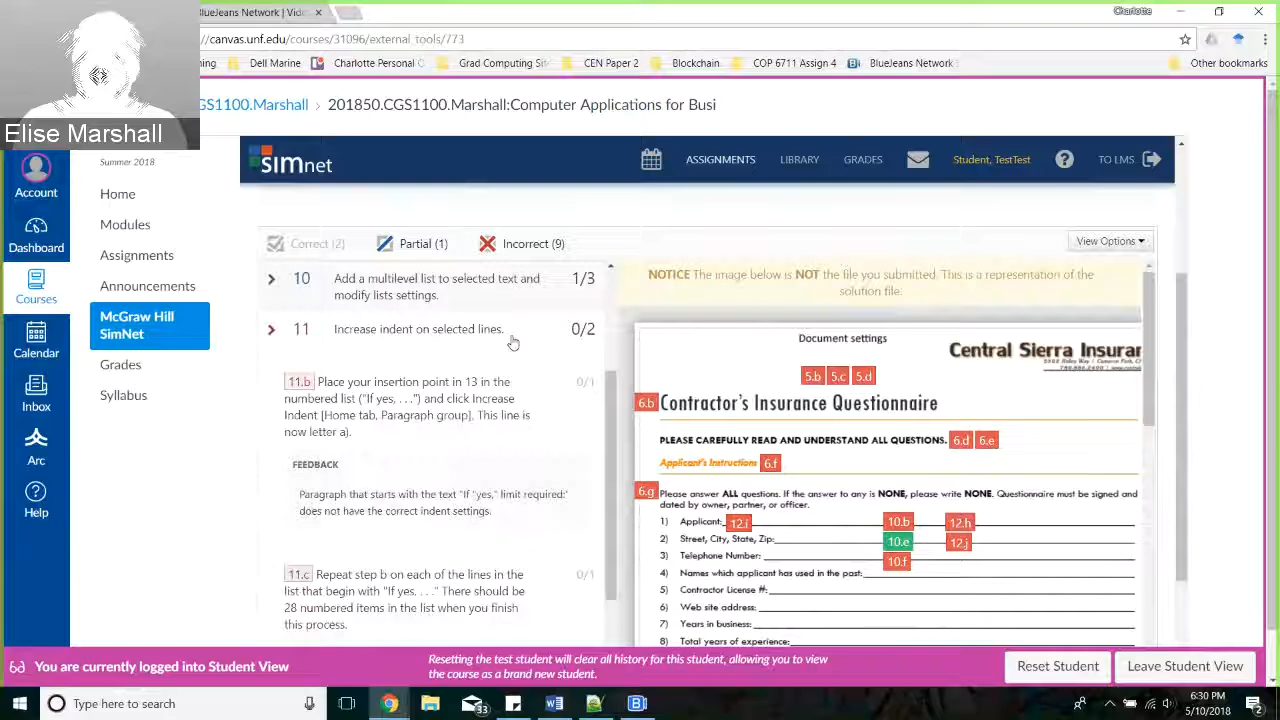 BlueJeans Network | Vid
Charlotte
//canvas.unf.edu/courses/31096/external_tools/773
Dell Marine
Charlotte Personal
Grad Computing Sit
CEN Paper 2
Blockchain
COP 6711 Assign 4
BlueJeans Network
Other bookmarks
Elise Marshall
GS1100.Marshall > 201850.CGS1100.Marshall:Computer Applications for Busi
Account
Dashboard
Courses
Calendar
Inbox
Arc
Help
Summer 2018
Home
Modules
Assignments
Announcements
McGraw Hill
SimNet
Grades
Syllabus
simnet
ASSIGNMENTS
LIBRARY
GRADES
Student, TestTest
TO LMS
Correct (2)
Partial (1)
Incorrect (9)
View Options
10 Add a multilevel list to selected text and 1/3
modify lists settings.
11 Increase indent on selected lines. 0/2
11.b Place your insertion point in 13 in the 0/1
numbered list ("If yes, . . .") and click Increase
Indent [Home tab, Paragraph group]. This line is
now letter a).
FEEDBACK
Paragraph that starts with the text "If "yes," limit required:"
does not have the correct indent settings.
11.c Repeat step b on each of the lines in the 0/1
list that begin with "If yes. . . ." There should be
28 numbered items in the list when you finish
this process.
NOTICE The image below is NOT the file you submitted. This is a representation of the
solution file:
Document settings
Central Sierra Insurar
5.b 5.c 5.d
6.b Contractor's Insurance Questionnaire
PLEASE CAREFULLY READ AND UNDERSTAND ALL QUESTIONS. 6.d 6.e
Applicant's Instructions 6.f
6.g Please answer ALL questions. If the answer to any is NONE, please write NONE. Questionnaire must be signed and
dated by owner, partner, or officer.
1) Applicant: 12.i 10.b 12.h
2) Street, City, State, Zip: 10.e 12.j
3) Telephone Number: 10.f
4) Names which applicant has used in the past:
5) Contractor License #:
6) Web site address:
7) Years in business:
8) Total years of experience:
You are currently logged into Student View
Resetting the test student will clear all history for this student, allowing you to view
the course as a brand new student.
Reset Student
Leave Student View
Type here to search
33
6:30 PM
5/10/2018